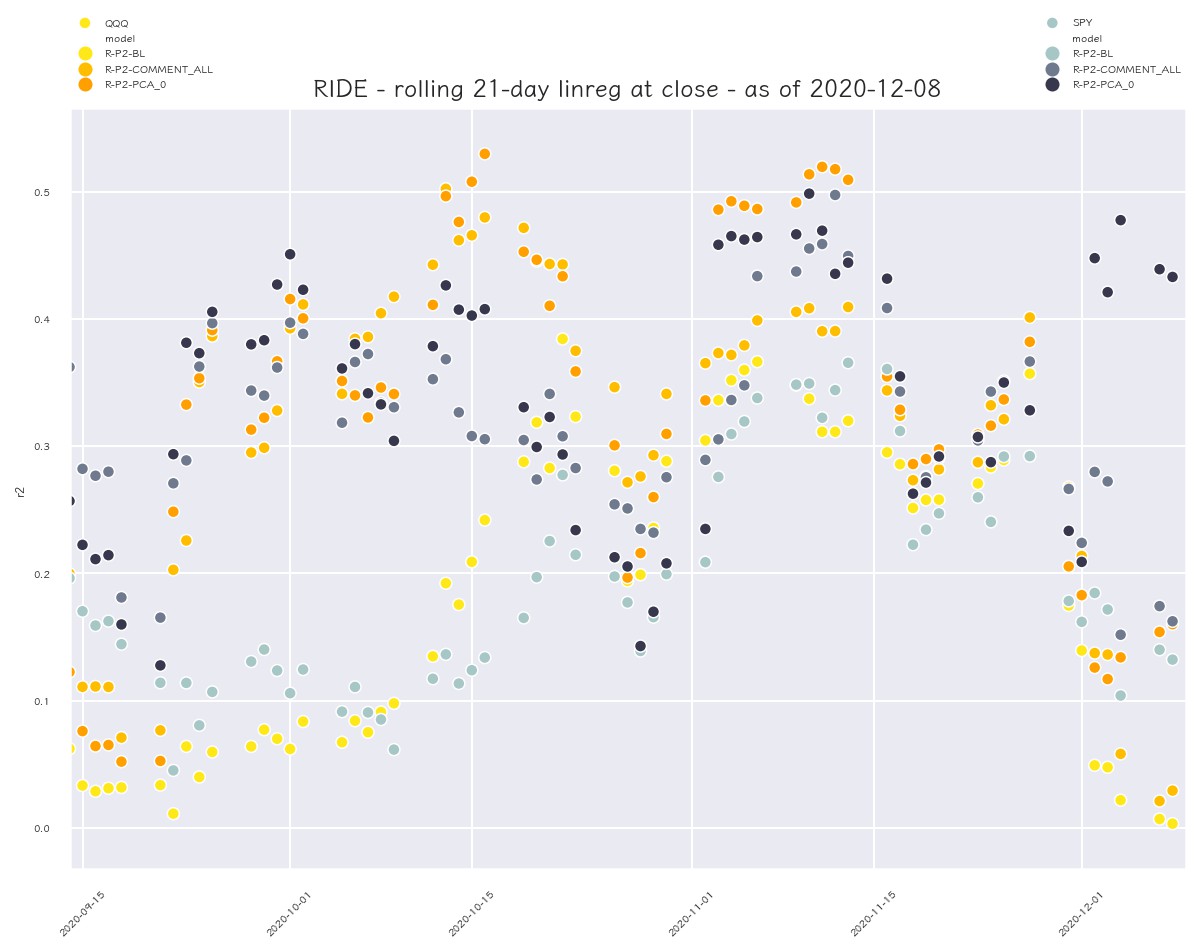 QQQ
model
R-P2-BL
R-P2-COMMENT_ALL
R-P2-PCA_0
SPY
model
R-P2-BL
R-P2-COMMENT_ALL
R-P2-PCA_0
RIDE - rolling 21-day linreg at close - as of 2020-12-08
r2
0.5
0.4
0.3
0.2
0.1
0.0
2020-09-15
2020-10-01
2020-10-15
2020-11-01
2020-11-15
2020-12-01